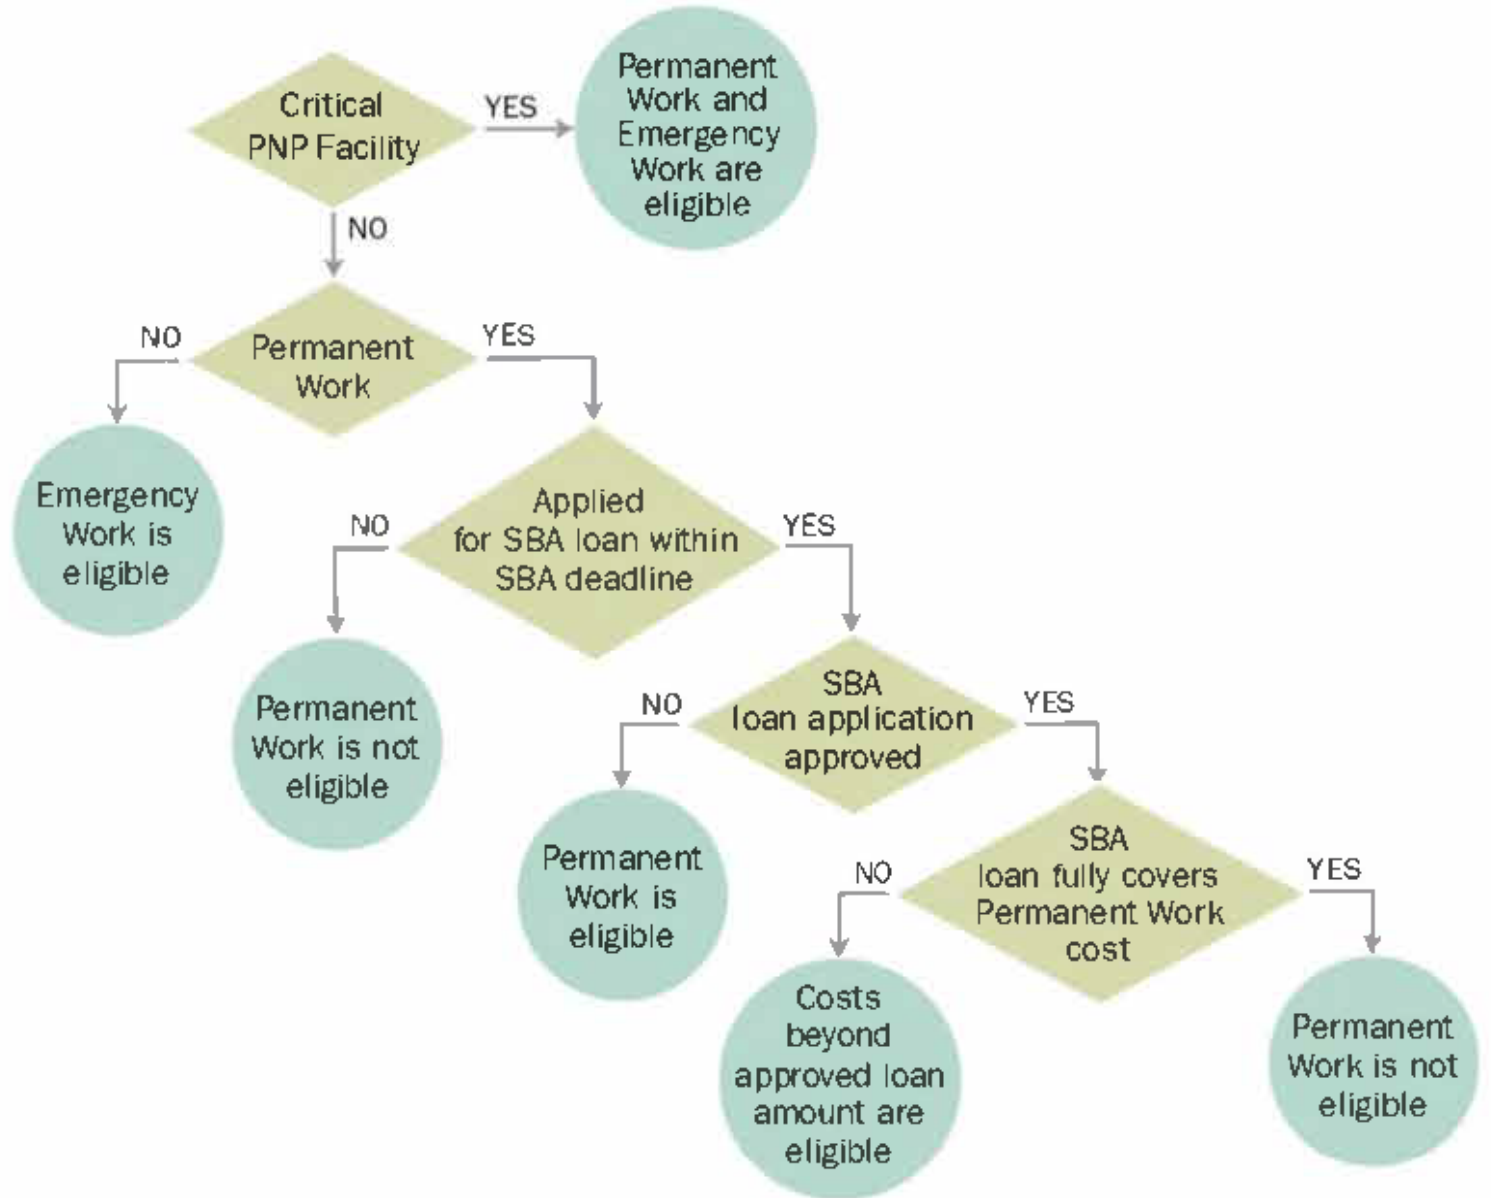 Critical
PNP Facility
YES
Permanent
Work and
Emergency
Work are
eligible
NO
Permanent
Work
NO
YES
Emergency
Work is
eligible
Applied
for SBA loan within
SBA deadline
NO
YES
Permanent
Work is not
eligible
SBA
loan application
approved
NO
YES
Permanent
Work is
eligible
SBA
loan fully covers
Permanent Work
cost
NO
YES
Costs
beyond
approved loan
amount are
eligible
Permanent
Work is not
eligible